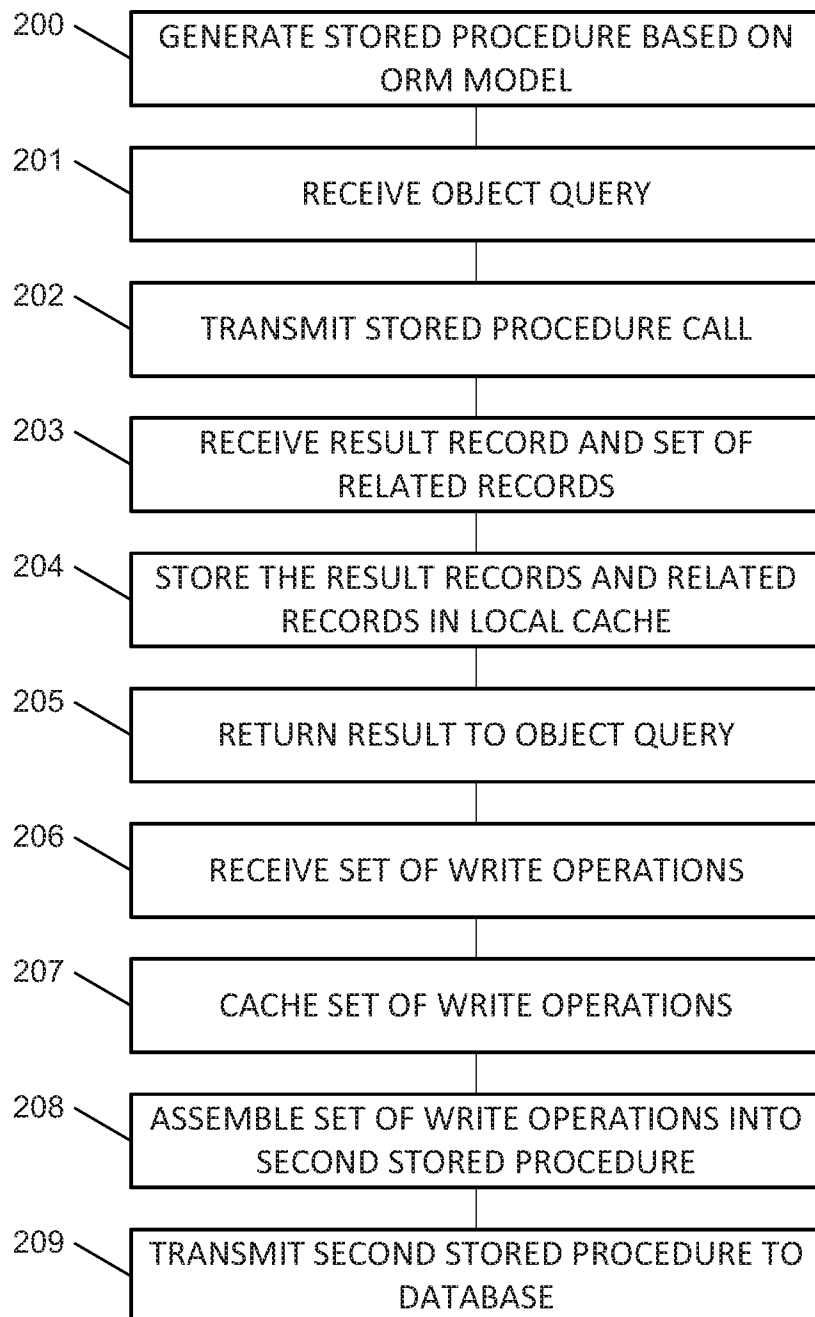 200
GENERATE STORED PROCEDURE BASED ON
ORM MODEL
201
RECEIVE OBJECT QUERY
202
TRANSMIT STORED PROCEDURE CALL
203
RECEIVE RESULT RECORD AND SET OF
RELATED RECORDS
204
STORE THE RESULT RECORDS AND RELATED
RECORDS IN LOCAL CACHE
205
RETURN RESULT TO OBJECT QUERY
206
RECEIVE SET OF WRITE OPERATIONS
207
CACHE SET OF WRITE OPERATIONS
208
ASSEMBLE SET OF WRITE OPERATIONS INTO
SECOND STORED PROCEDURE
209
TRANSMIT SECOND STORED PROCEDURE TO
DATABASE